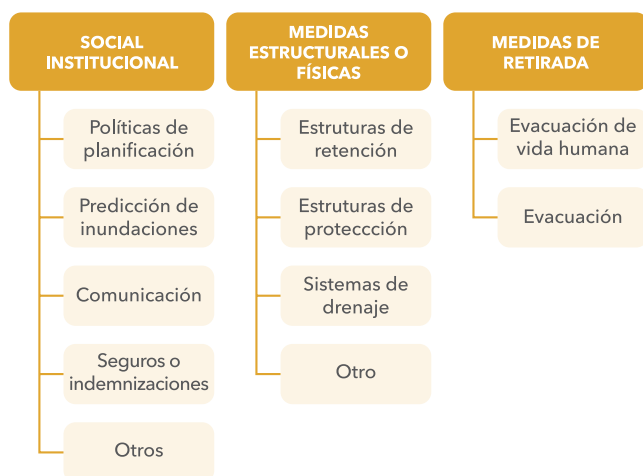 SOCIAL
INSTITUCIONAL
Políticas de
planificación
Predicción de
inundaciones
Comunicación
Seguros o
indemnizaciones
Otros
MEDIDAS
ESTRUCTURALES O
FÍSICAS
Estruturas de
retención
Estruturas de
proteccción
Sistemas de
drenaje
Otro
MEDIDAS DE
RETIRADA
Evacuación de
vida humana
Evacuación